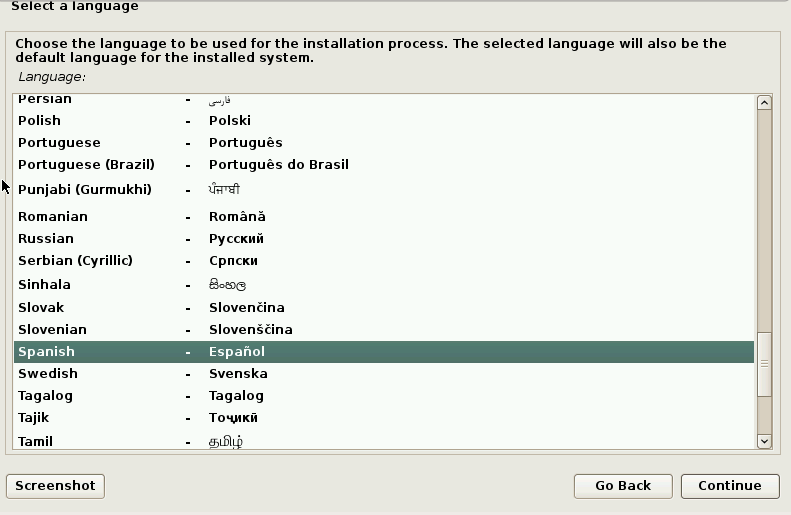 Select a language
Choose the language to be used for the installation process. The selected language will also be the
default language for the installed system.
Language:
Persian - فارسی
Polish - Polski
Portuguese - Português
Portuguese (Brazil) - Português do Brasil
Punjabi (Gurmukhi) - ਪੰਜਾਬੀ
Romanian - Română
Russian - Русский
Serbian (Cyrillic) - Српски
Sinhala - සිංහල
Slovak - Slovenčina
Slovenian - Slovenščina
Spanish - Español
Swedish - Svenska
Tagalog - Tagalog
Tajik - Тоҷикӣ
Tamil - தமிழ்
Screenshot Go Back Continue